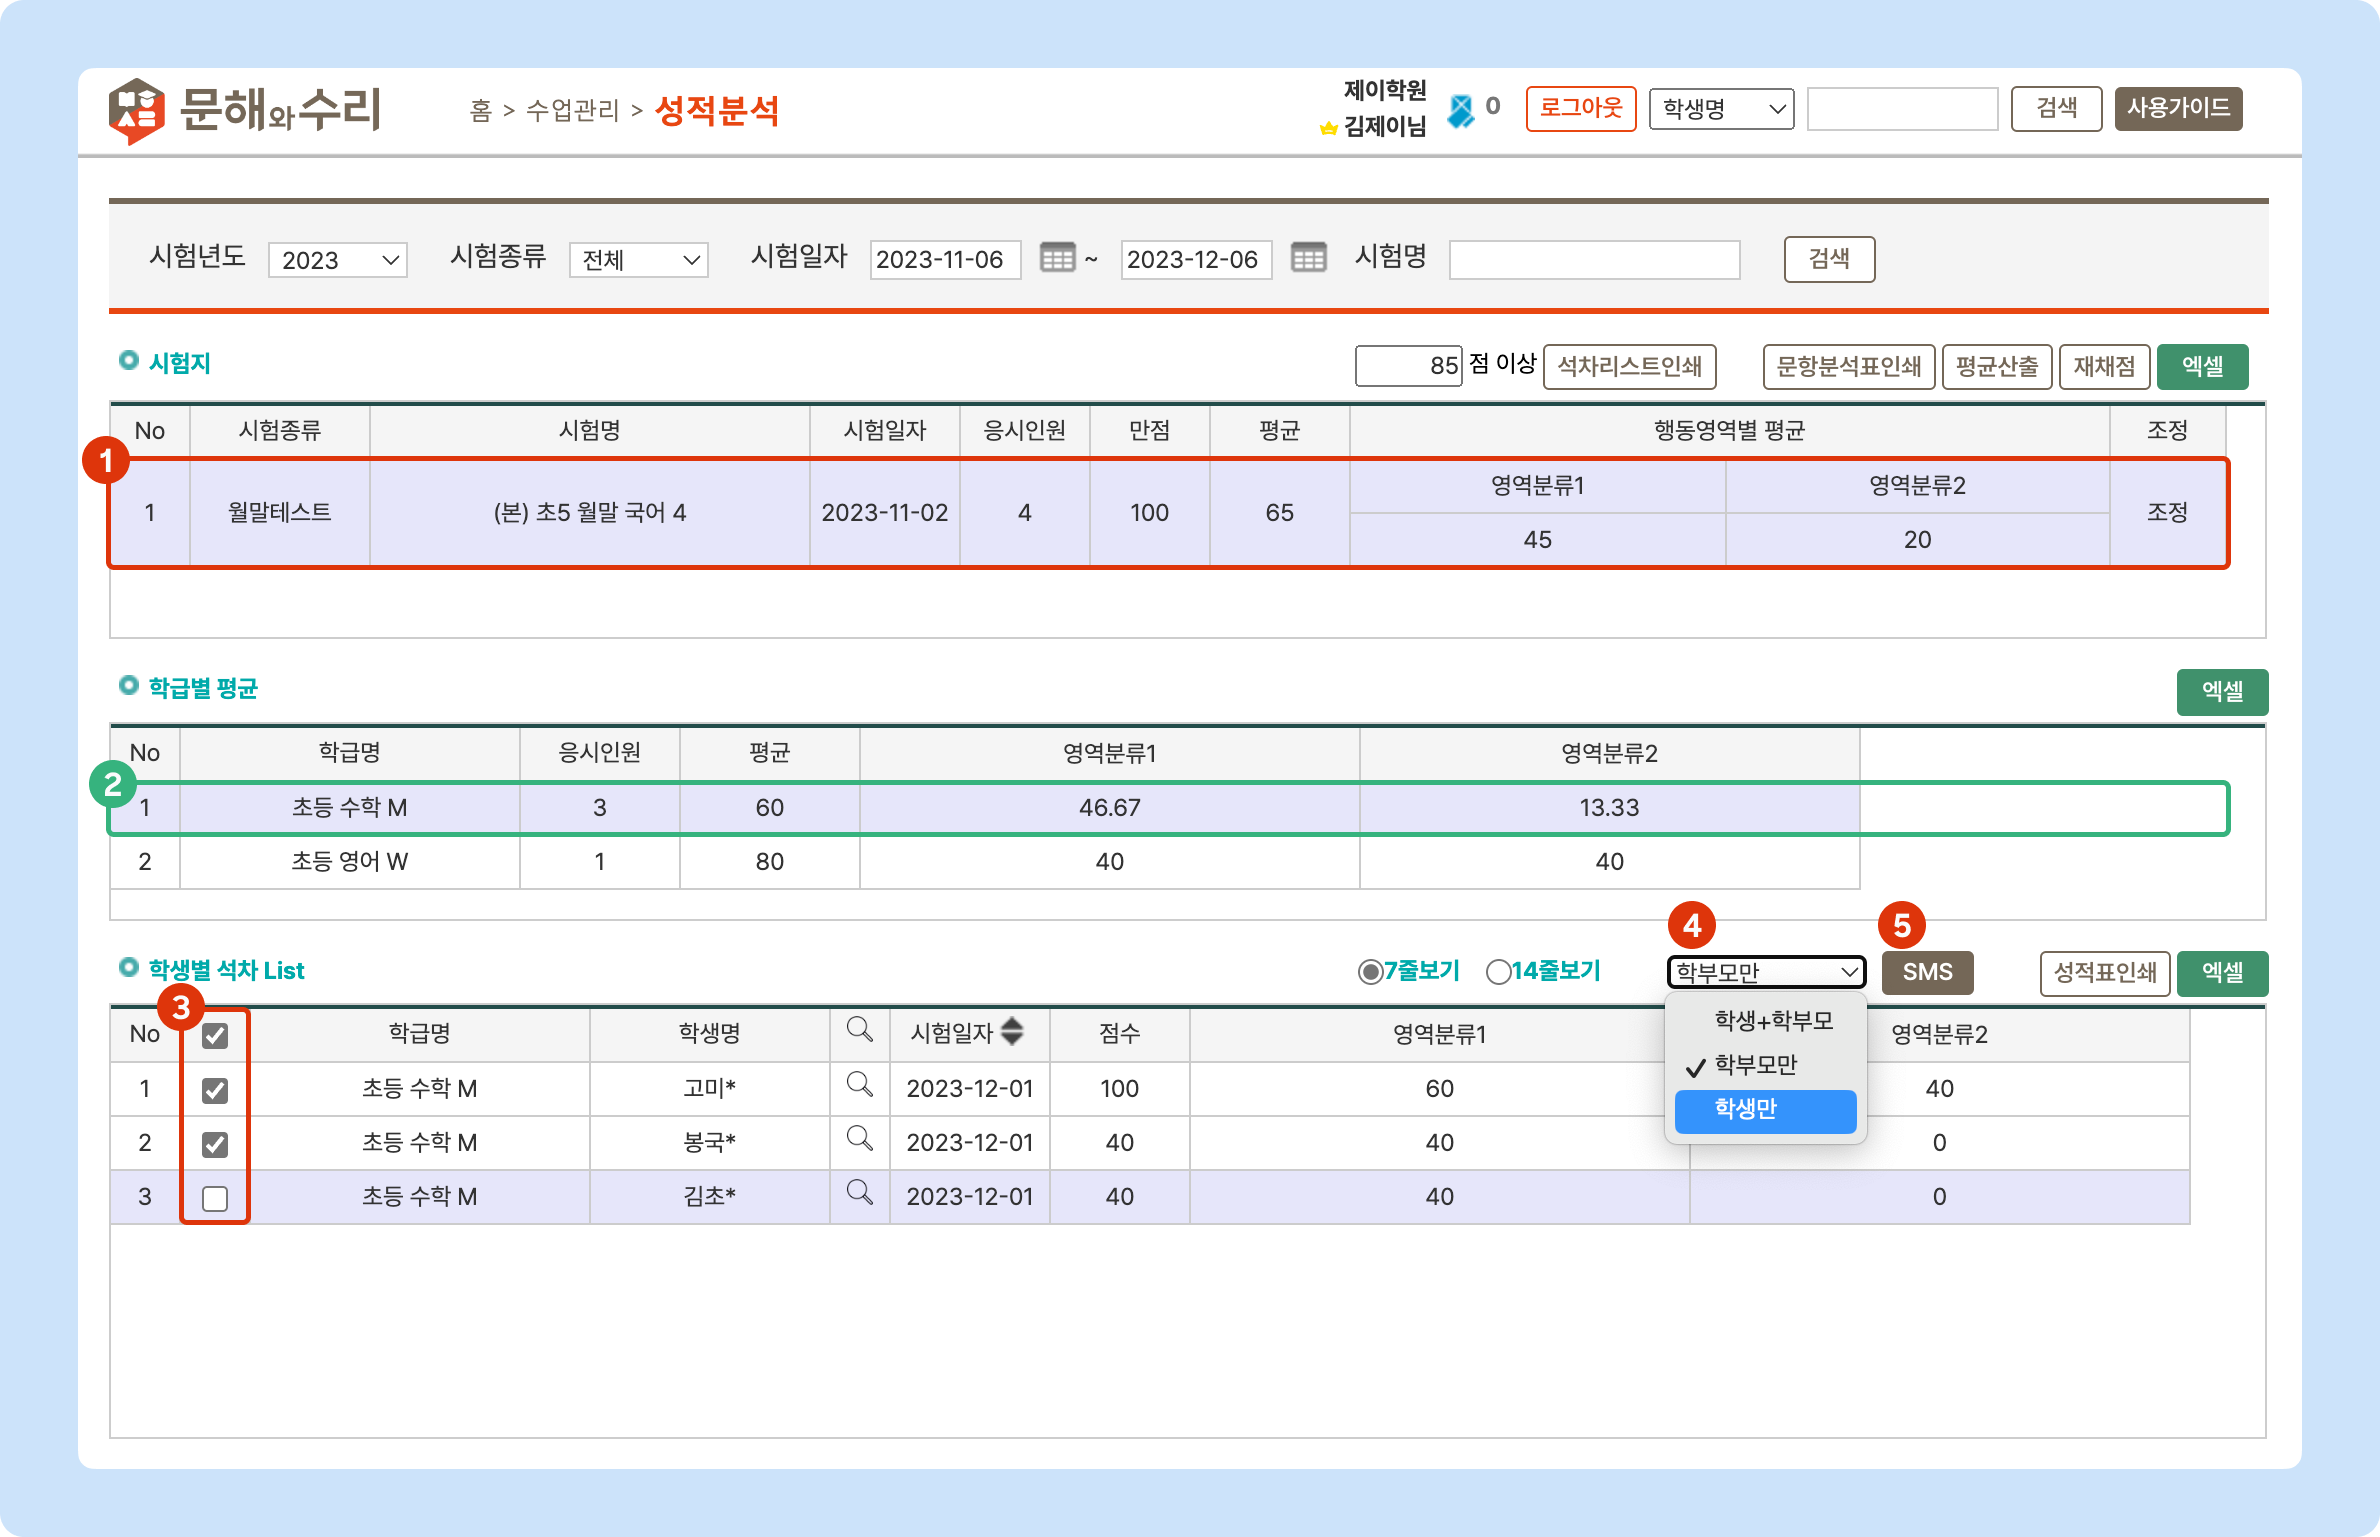 문해와수리 홈 > 수업관리 > 성적분석 제이학원 김제이님 0 로그아웃 학생명 검색 사용가이드
시험년도 2023 시험종류 전체 시험일자 2023-11-06 ~ 2023-12-06 시험명 검색
시험지 85 점 이상 석차리스트인쇄 문항분석표인쇄 평균산출 재채점 엑셀
No 시험종류 시험명 시험일자 응시인원 만점 평균 행동영역별 평균 조정
1
영역분류1 영역분류2
1 월말테스트 (본) 초5 월말 국어 4 2023-11-02 4 100 65 조정
45 20
학급별 평균 엑셀
No 학급명 응시인원 평균 영역분류1 영역분류2
2
1 초등 수학 M 3 60 46.67 13.33
2 초등 영어 W 1 80 40 40
4 5
학생별 석차 List 7줄보기 14줄보기 학부모만 SMS 성적표인쇄 엑셀
3
No 학급명 학생명 시험일자 점수 영역분류1 영역분류2
학생+학부모
학부모만
학생만
1 초등 수학 M 고미* 2023-12-01 100 60 40
2 초등 수학 M 봉국* 2023-12-01 40 40 0
3 초등 수학 M 김초* 2023-12-01 40 40 0